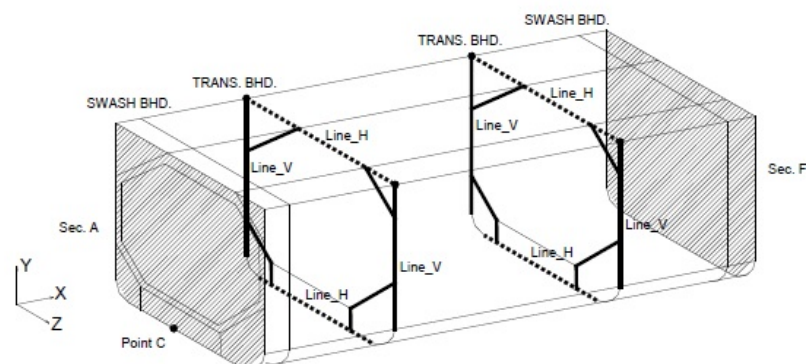 SWASH BHD.
TRANS. BHD.
TRANS. BHD.
SWASH BHD.
Line_H
Line_H
Line_V
Line_V
Sec. F
Sec. A
Line_V
Line_V
Line_H
Line_H
Y
X
Z
Point C